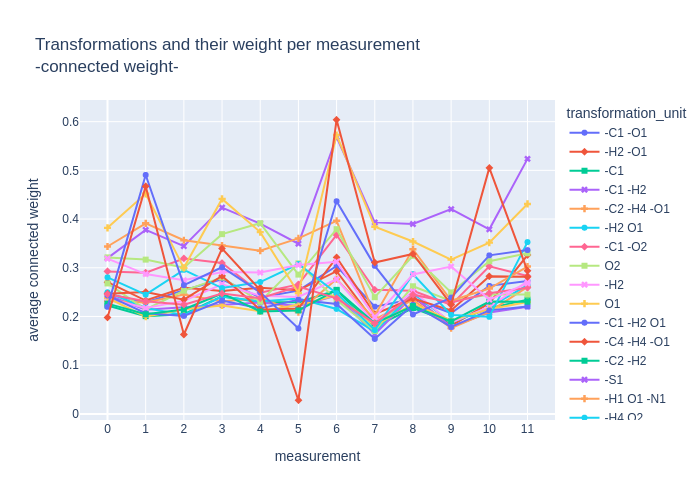 Transformations and their weight per measurement
-connected weight-
transformation_unit
-C1 -O1
-H2 -O1
-C1
-C1 -H2
-C2 -H4 -O1
-H2 O1
-C1 -O2
O2
-H2
O1
-C1 -H2 O1
-C4 -H4 -O1
-C2 -H2
-S1
-H1 O1 -N1
-H4 O2
average connected weight
0.6
0.5
0.4
0.3
0.2
0.1
0
0 1 2 3 4 5 6 7 8 9 10 11
measurement